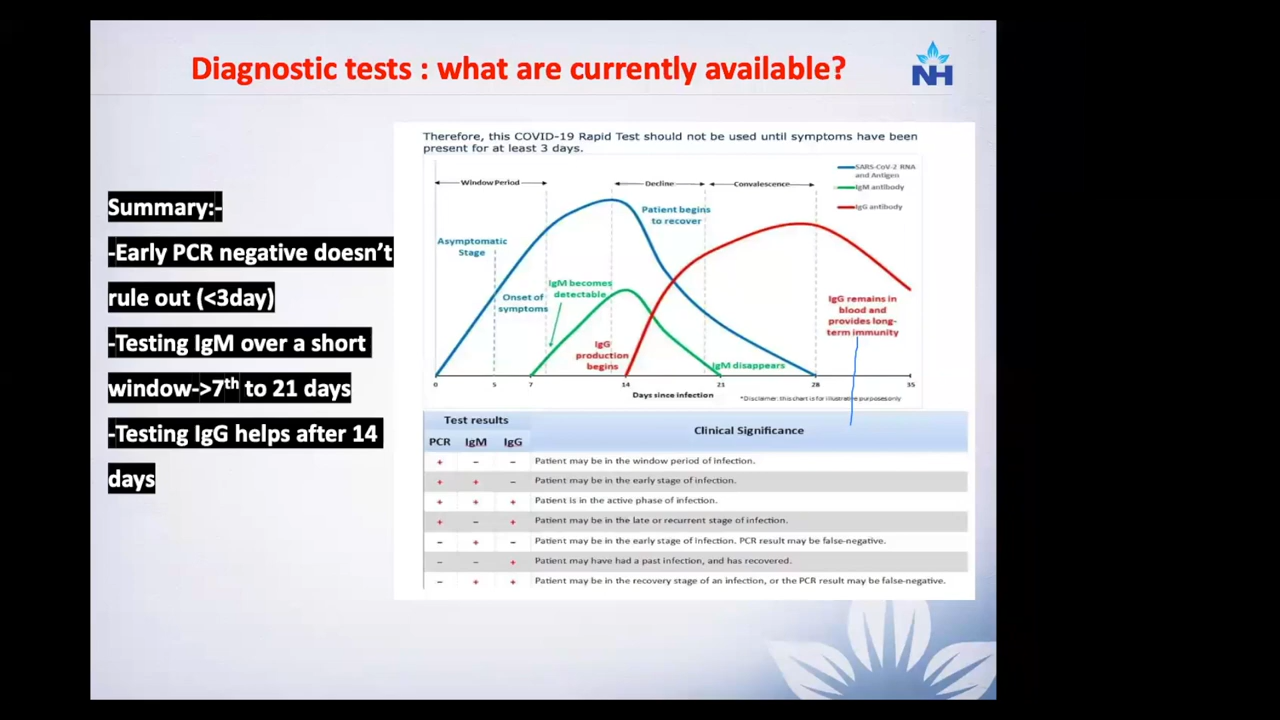 Diagnostic tests : what are currently available?
NH
Summary:-
-Early PCR negative doesn't
rule out (<3day)
-Testing IgM over a short
window->7th to 21 days
-Testing IgG helps after 14
days
Therefore, this COVID-19 Rapid Test should not be used until symptoms have been
present for at least 3 days.
Window Period
Decline
Convalescence
SARS-CoV-2 RNA
and Antigen
IgM antibody
IgG antibody
Asymptomatic
Stage
Onset of
symptoms
IgM becomes
detectable
Patient begins
to recover
IgG
production
begins
IgM disappears
IgG remains in
blood and
provides long-
term immunity
0 5 7 14 21 28 35
Days since infection
*Disclaimer: this chart is for illustrative purposes only
Test results
Clinical Significance
PCR IgM IgG
+ – – Patient may be in the window period of infection.
+ + – Patient may be in the early stage of infection.
+ + + Patient is in the active phase of infection.
+ – + Patient may be in the late or recurrent stage of infection.
– + – Patient may be in the early stage of infection. PCR result may be false-negative.
– – + Patient may have had a past infection, and has recovered.
– + + Patient may be in the recovery stage of an infection, or the PCR result may be false-negative.